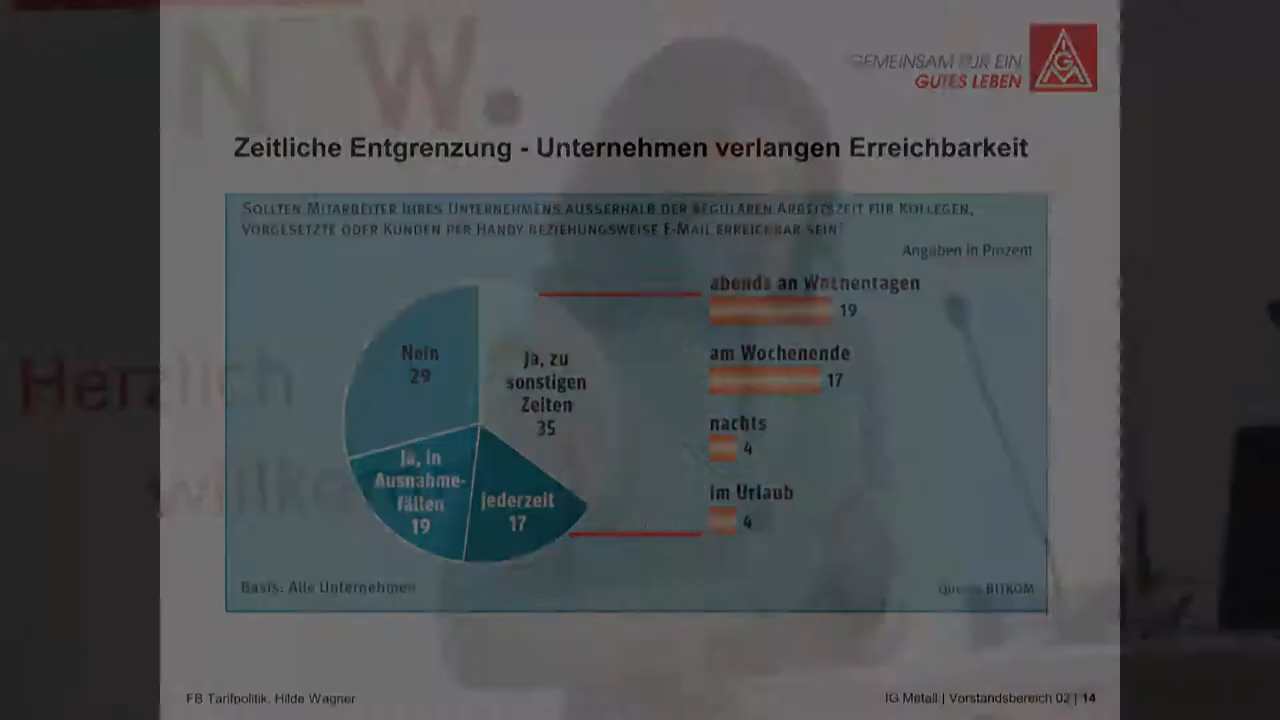 N W.
GEMEINSAM FÜR EIN
GUTES LEBEN
IGM
Zeitliche Entgrenzung - Unternehmen verlangen Erreichbarkeit
SOLLTEN MITARBEITER IHRES UNTERNEHMENS AUSSERHALB DER REGULÄREN ARBEITSZEIT FÜR KOLLEGEN,
VORGESETZTE ODER KUNDEN PER HANDY BEZIEHUNGSWEISE E-MAIL ERREICHBAR SEIN?
Angaben in Prozent
Nein
29
Ja, zu
sonstigen
Zeiten
35
Ja, in
Ausnahme-
fällen
19
jederzeit
17
abends an Wochentagen
19
am Wochenende
17
nachts
4
im Urlaub
4
Basis: Alle Unternehmen
Quelle: BITKOM
Herzlich
FB Tarifpolitik, Hilde Wagner
IG Metall | Vorstandsbereich 02 | 14